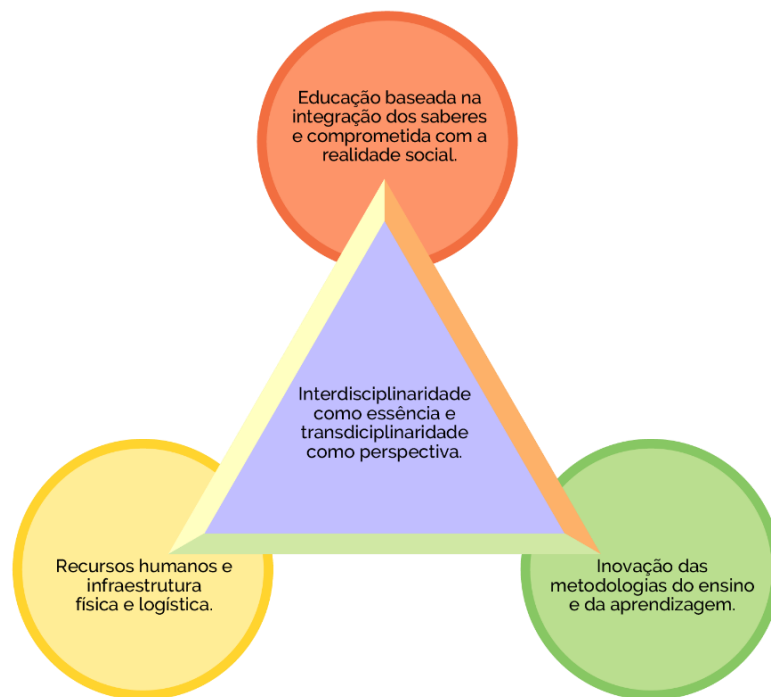 Educação baseada na
integração dos saberes
e comprometida com a
realidade social.
Interdisciplinaridade
como essência e
transdiciplinaridade
como perspectiva.
Recursos humanos e
infraestrutura
física e logística.
Inovação das
metodologias do ensino
e da aprendizagem.